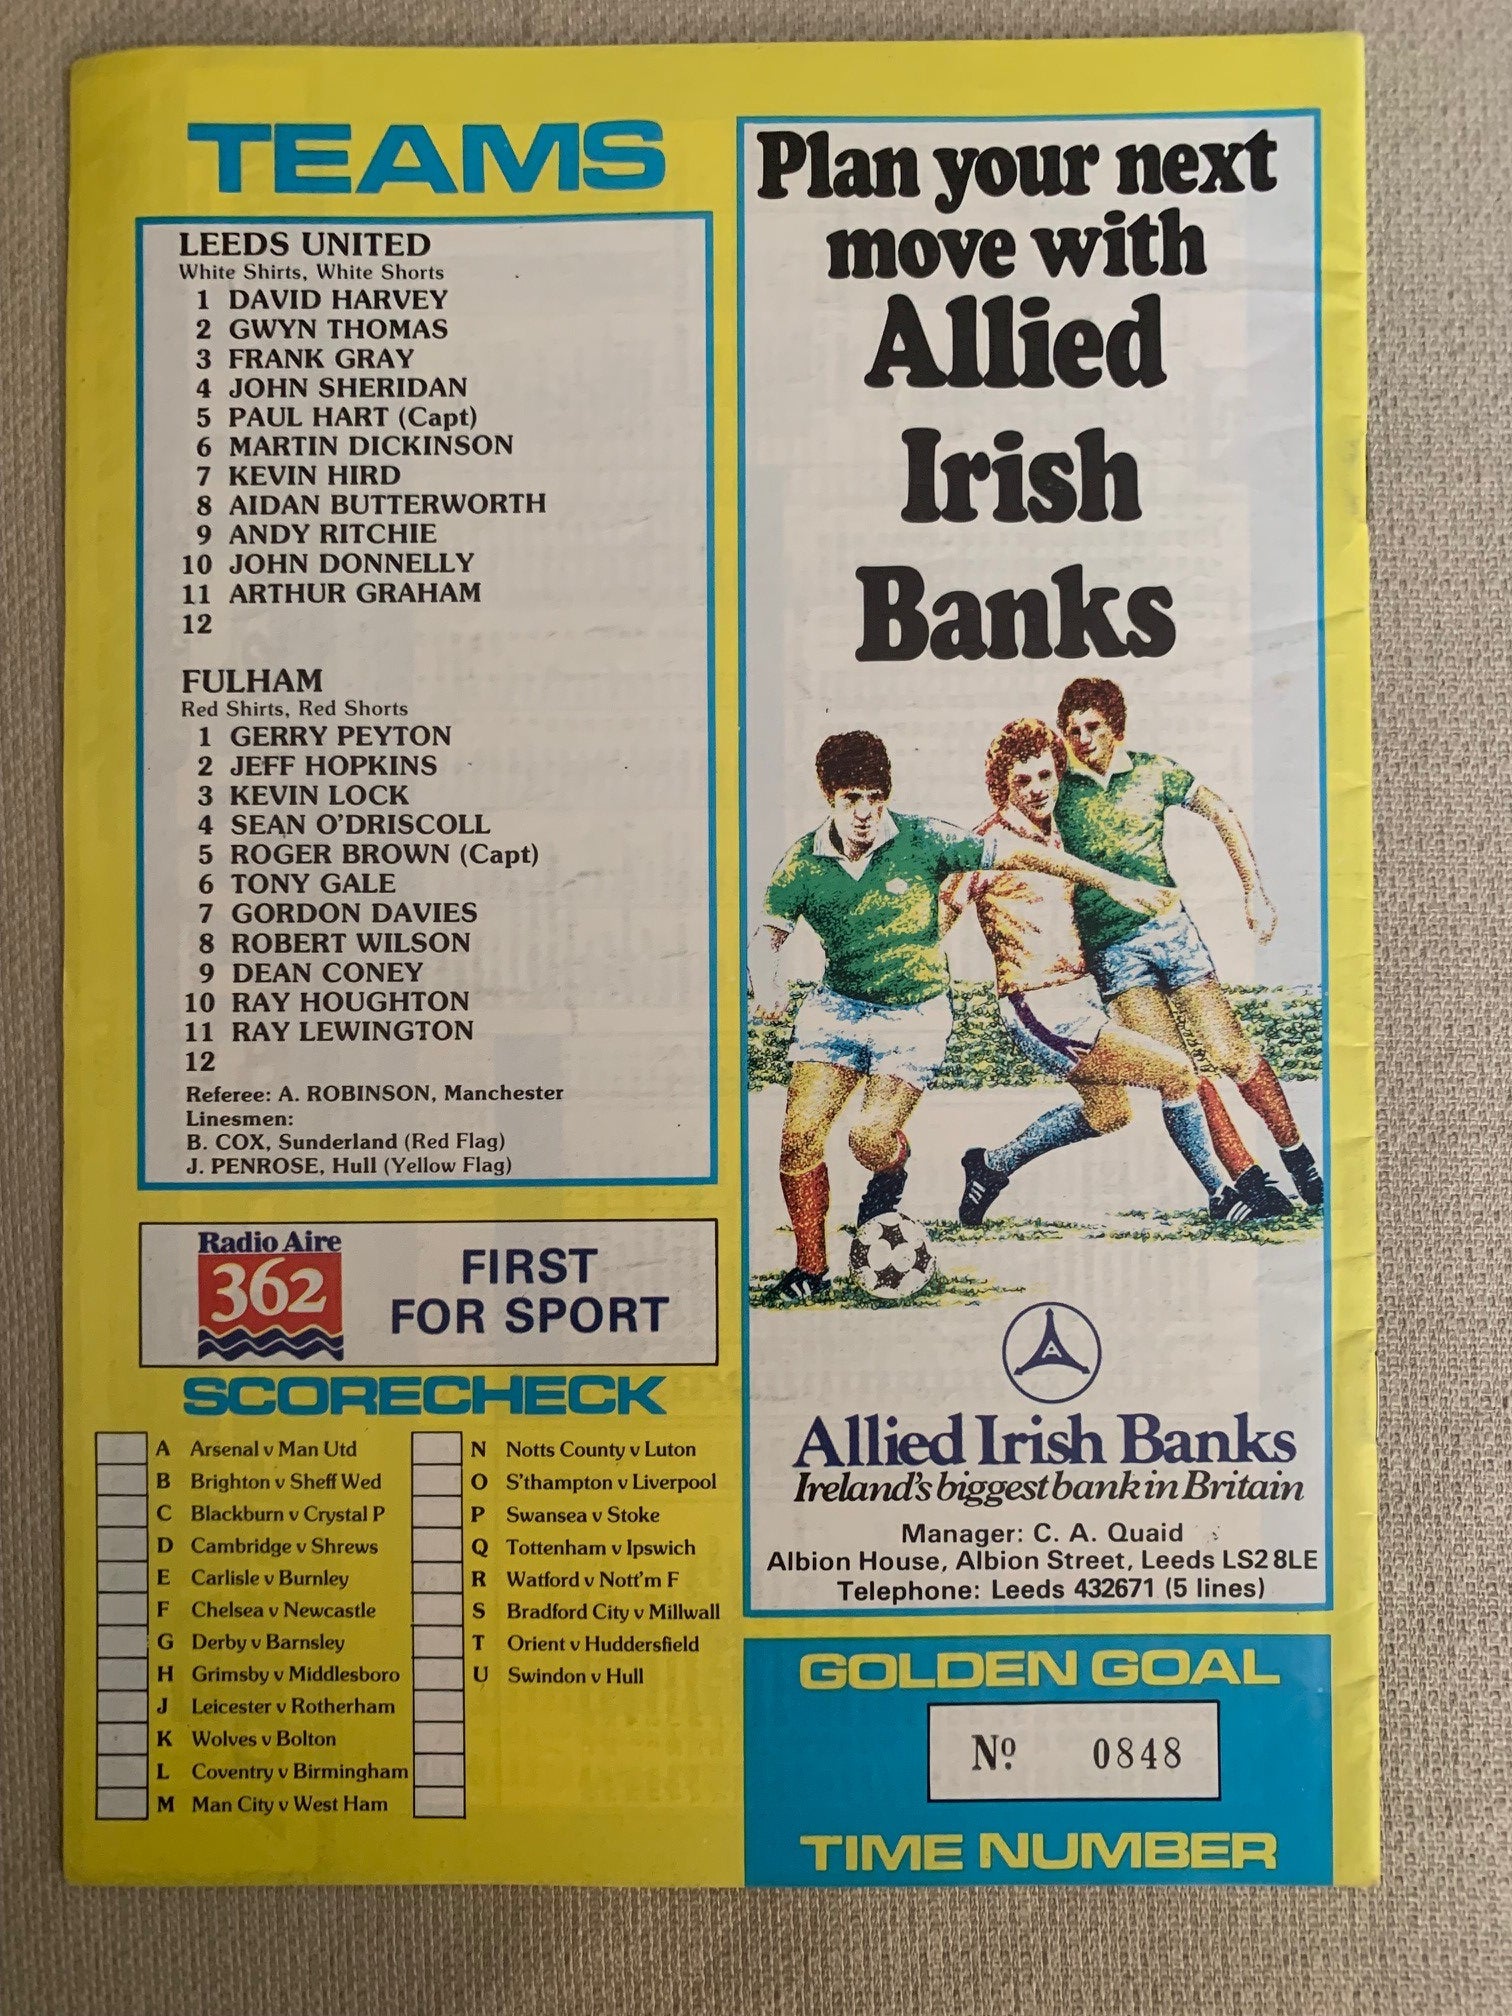 TEAMS
LEEDS UNITED
White Shirts, White Shorts
1 DAVID HARVEY
2 GWYN THOMAS
3 FRANK GRAY
4 JOHN SHERIDAN
5 PAUL HART (Capt)
6 MARTIN DICKINSON
7 KEVIN HIRD
8 AIDAN BUTTERWORTH
9 ANDY RITCHIE
10 JOHN DONNELLY
11 ARTHUR GRAHAM
12
FULHAM
Red Shirts, Red Shorts
1 GERRY PEYTON
2 JEFF HOPKINS
3 KEVIN LOCK
4 SEAN O'DRISCOLL
5 ROGER BROWN (Capt)
6 TONY GALE
7 GORDON DAVIES
8 ROBERT WILSON
9 DEAN CONEY
10 RAY HOUGHTON
11 RAY LEWINGTON
12
Referee: A. ROBINSON, Manchester
Linesmen:
B. COX, Sunderland (Red Flag)
J. PENROSE, Hull (Yellow Flag)
Radio Aire
362
FIRST
FOR SPORT
SCORECHECK
A Arsenal v Man Utd
B Brighton v Sheff Wed
C Blackburn v Crystal P
D Cambridge v Shrews
E Carlisle v Burnley
F Chelsea v Newcastle
G Derby v Barnsley
H Grimsby v Middlesboro
J Leicester v Rotherham
K Wolves v Bolton
L Coventry v Birmingham
M Man City v West Ham
N Notts County v Luton
O S'thampton v Liverpool
P Swansea v Stoke
Q Tottenham v Ipswich
R Watford v Nott'm F
S Bradford City v Millwall
T Orient v Huddersfield
U Swindon v Hull
Plan your next
move with
Allied
Irish
Banks
A
Allied Irish Banks
Ireland's biggest bank in Britain
Manager: C. A. Quaid
Albion House, Albion Street, Leeds LS2 8LE
Telephone: Leeds 432671 (5 lines)
GOLDEN GOAL
Nº. 0848
TIME NUMBER